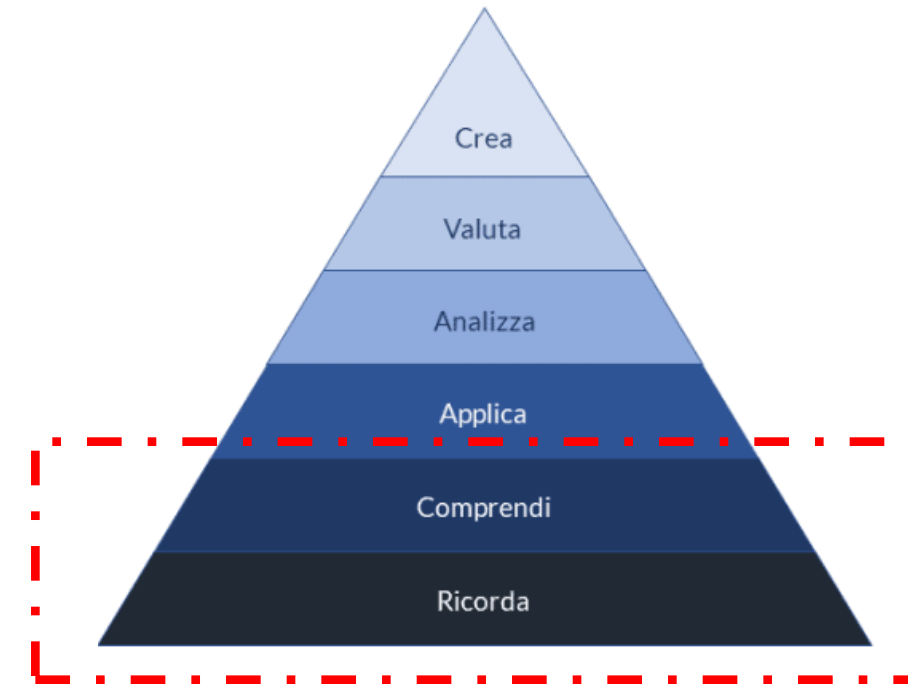 Crea
Valuta
Analizza
Applica
Comprendi
Ricorda